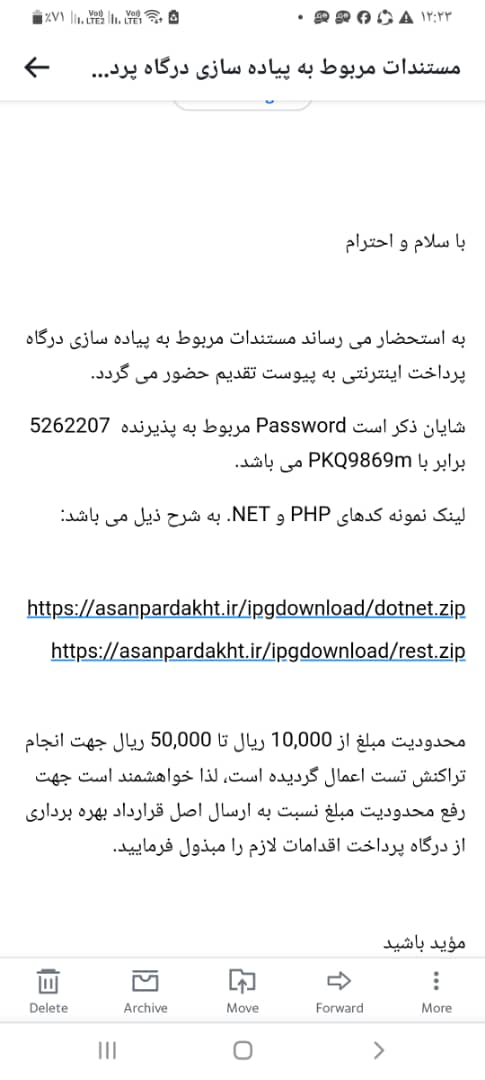 ٪۷۱ Vo)) LTE2 Vo)) LTE1 ۱۲:۲۳
مستندات مربوط به پیاده سازی درگاه پرد...
با سلام و احترام
به استحضار می رساند مستندات مربوط به پیاده سازی درگاه
پرداخت اینترنتی به پیوست تقدیم حضور می گردد.
شایان ذکر است Password مربوط به پذیرنده 5262207
برابر با PKQ9869m می باشد.
لینک نمونه کدهای PHP و NET. به شرح ذیل می باشد:
https://asanpardakht.ir/ipgdownload/dotnet.zip
https://asanpardakht.ir/ipgdownload/rest.zip
محدودیت مبلغ از 10,000 ریال تا 50,000 ریال جهت انجام
تراکنش تست اعمال گردیده است، لذا خواهشمند است جهت
رفع محدودیت مبلغ نسبت به ارسال اصل قرارداد بهره برداری
از درگاه پرداخت اقدامات لازم را مبذول فرمایید.
مؤید باشید
Delete Archive Move Forward More